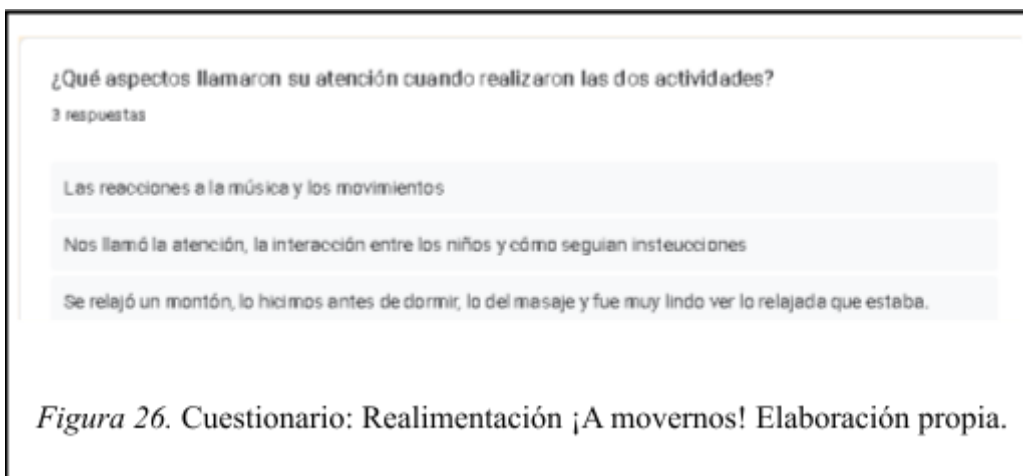 ¿Qué aspectos llamaron su atención cuando realizaron las dos actividades?
3 respuestas
Las reacciones a la música y los movimientos
Nos llamó la atención, la interacción entre los niños y cómo seguian insteucciones
Se relajó un montón, lo hicimos antes de dormir, lo del masaje y fue muy lindo ver lo relajada que estaba.
Figura 26. Cuestionario: Realimentación ¡A movernos! Elaboración propia.